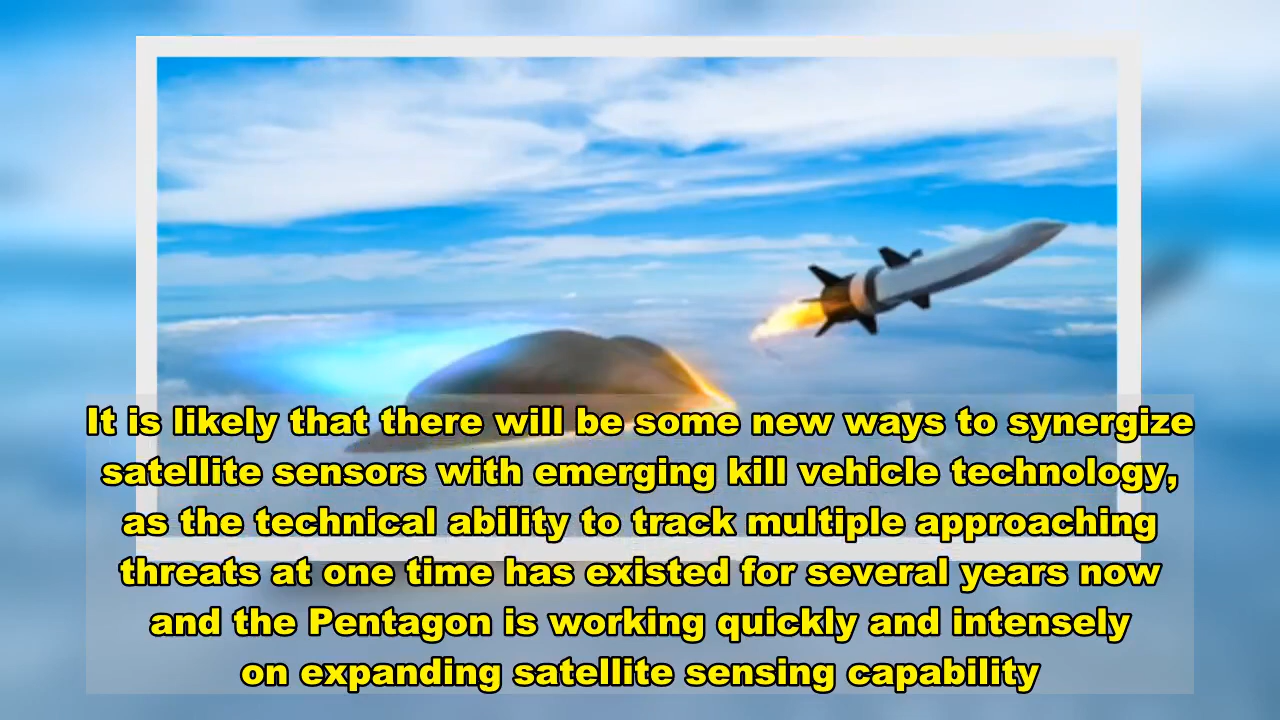 It is likely that there will be some new ways to synergize
satellite sensors with emerging kill vehicle technology,
as the technical ability to track multiple approaching
threats at one time has existed for several years now
and the Pentagon is working quickly and intensely
on expanding satellite sensing capability